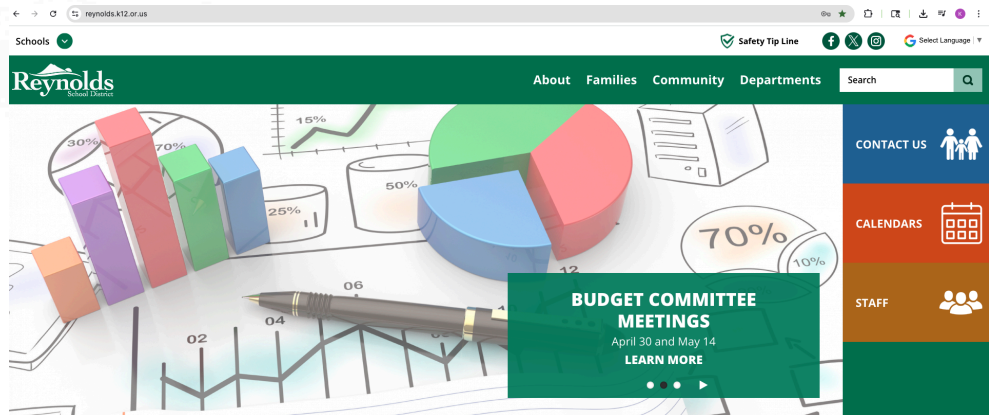 reynolds.k12.or.us
K
Schools
Safety Tip Line
Select Language
Reynolds
School District
About Families Community Departments
Search
30%
70%
15%
50%
25%
06
04
02
12
70%
10%
BUDGET COMMITTEE
MEETINGS
April 30 and May 14
LEARN MORE
CONTACT US
CALENDARS
STAFF